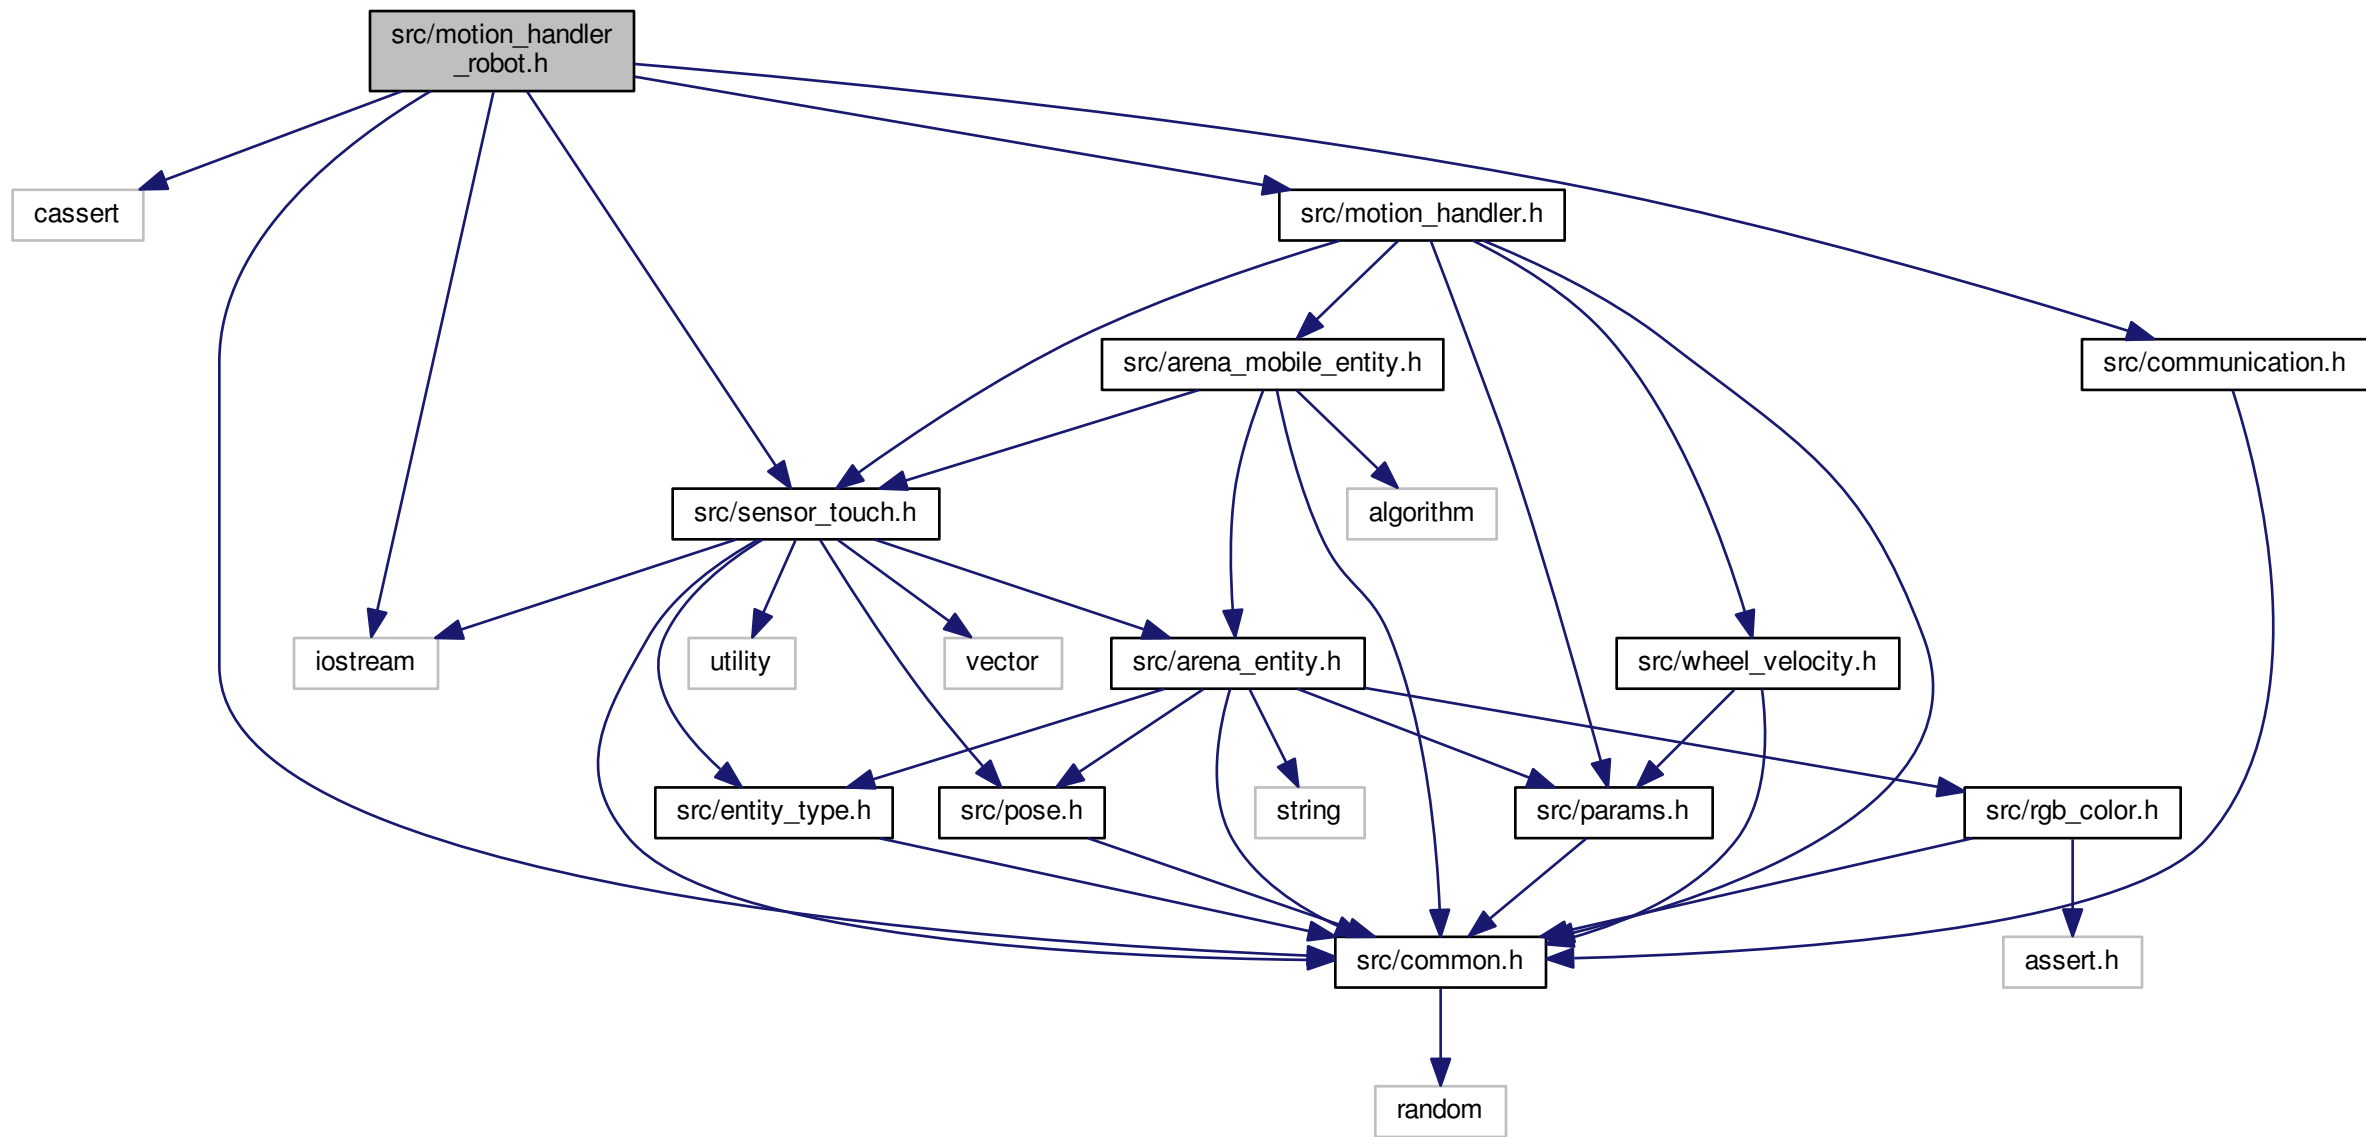 src/motion_handler
_robot.h
cassert
src/motion_handler.h
src/arena_mobile_entity.h
src/communication.h
src/sensor_touch.h
algorithm
iostream
utility
vector
src/arena_entity.h
src/wheel_velocity.h
src/entity_type.h
src/pose.h
string
src/params.h
src/rgb_color.h
src/common.h
assert.h
random